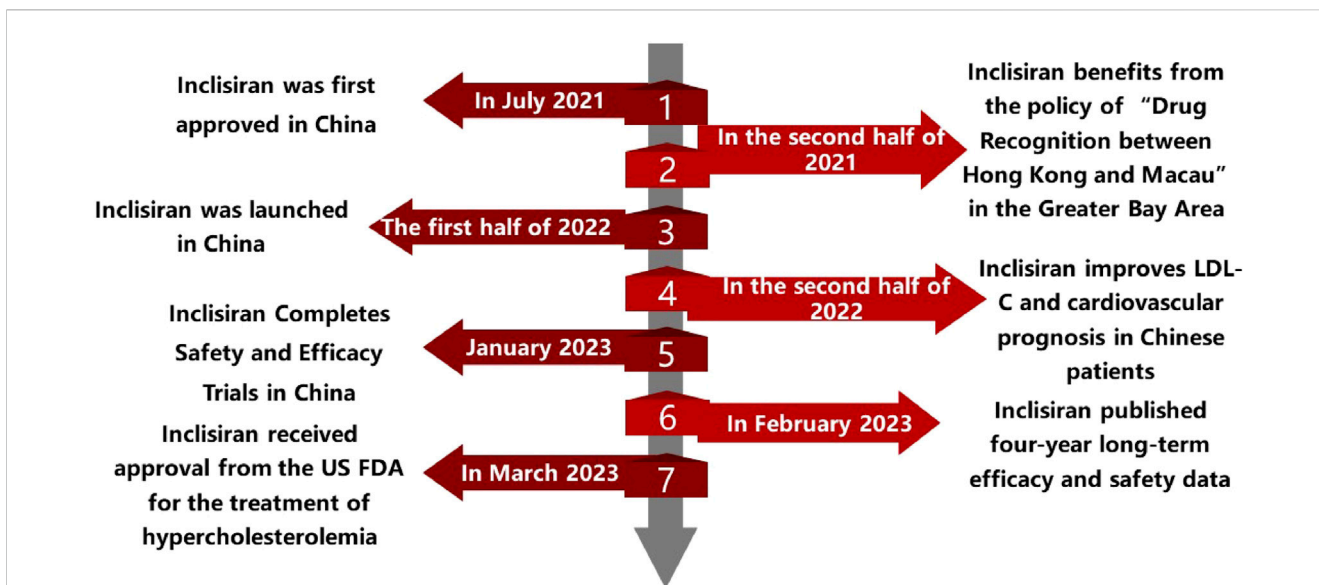 Inclisiran was first
approved in China
In July 2021
1
Inclisiran benefits from
the policy of “Drug
Recognition between
Hong Kong and Macau”
in the Greater Bay Area
In the second half of
2021
2
Inclisiran was launched
in China
The first half of 2022
3
Inclisiran improves LDL-
C and cardiovascular
prognosis in Chinese
patients
In the second half of
2022
4
Inclisiran Completes
Safety and Efficacy
Trials in China
January 2023
5
Inclisiran published
four-year long-term
efficacy and safety data
In February 2023
6
Inclisiran received
approval from the US FDA
for the treatment of
hypercholesterolemia
In March 2023
7